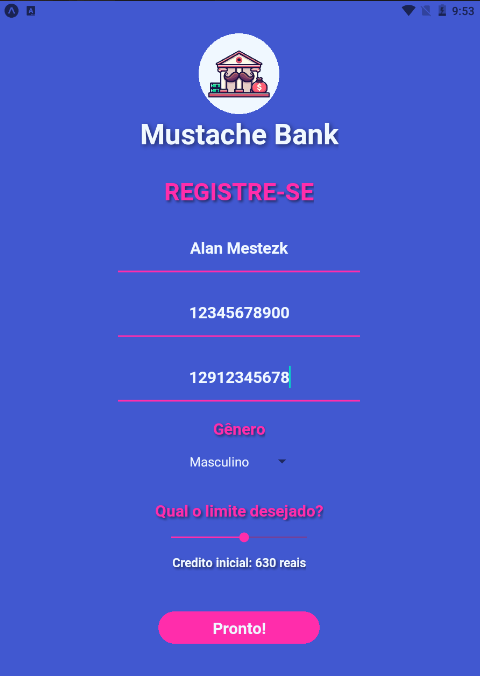 9:53
Mustache Bank
REGISTRE-SE
Alan Mestezk
12345678900
12912345678
Gênero
Masculino
Qual o limite desejado?
Credito inicial: 630 reais
Pronto!